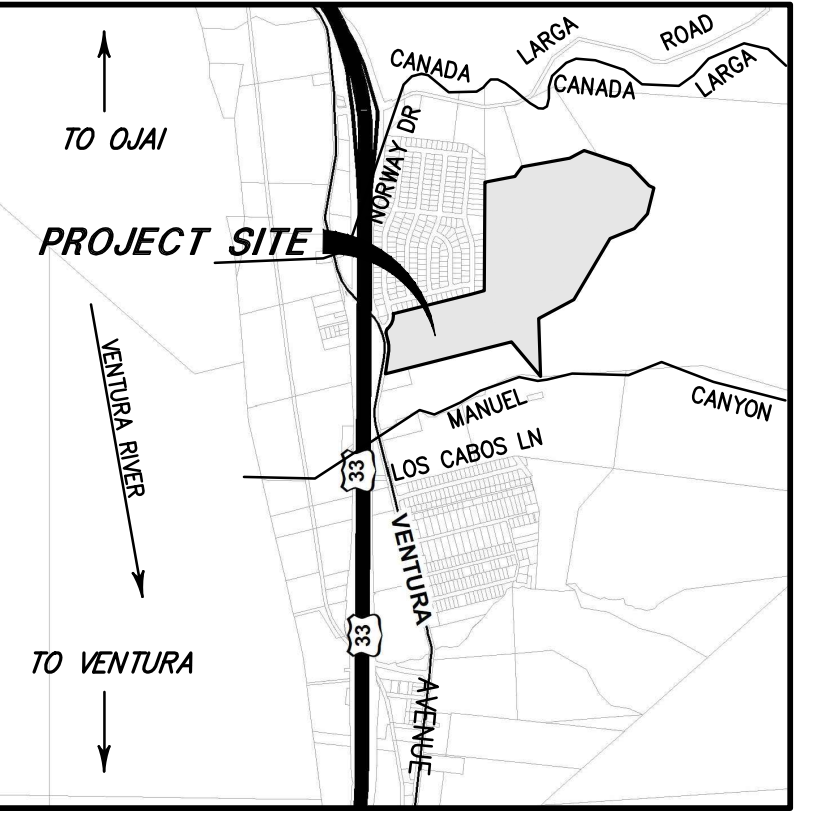 CANADA LARGA ROAD
CANADA LARGA
TO OJAI
NORWAY DR
PROJECT SITE
VENTURA RIVER
MANUEL CANYON
LOS CABOS LN
33
VENTURA AVENUE
33
TO VENTURA